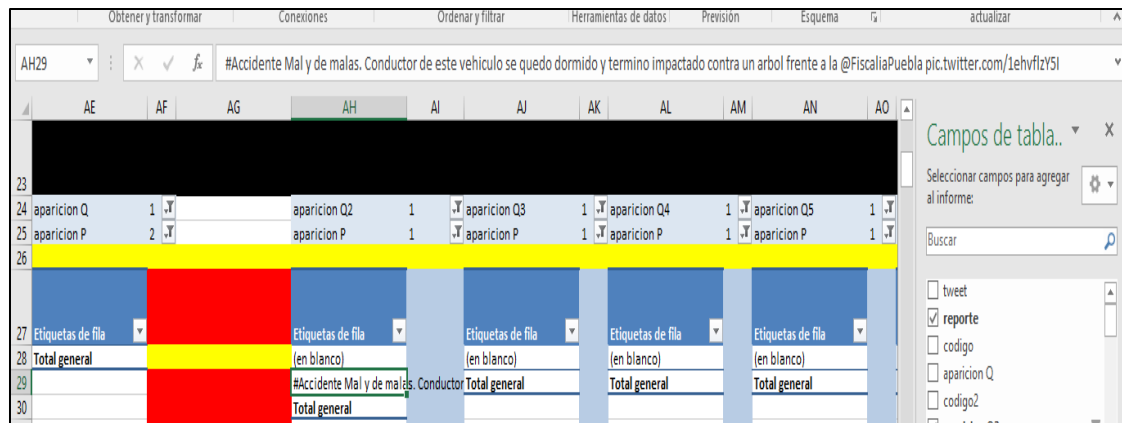 Obtener y transformar Conexiones Ordenar y filtrar Herramientas de datos Previsión Esquema actualizar
AH29 fx #Accidente Mal y de malas. Conductor de este vehiculo se quedo dormido y termino impactado contra un arbol frente a la @FiscaliaPuebla pic.twitter.com/1ehvflzY5I
AE AF AG AH AI AJ AK AL AM AN AO
Campos de tabla..
Seleccionar campos para agregar
al informe:
Buscar
tweet
reporte
codigo
aparicion Q
codigo2
23
24 aparicion Q 1 aparicion Q2 1 aparicion Q3 1 aparicion Q4 1 aparicion Q5 1
25 aparicion P 2 aparicion P 1 aparicion P 1 aparicion P 1 aparicion P 1
26
27 Etiquetas de fila Etiquetas de fila Etiquetas de fila Etiquetas de fila Etiquetas de fila
28 Total general (en blanco) (en blanco) (en blanco) (en blanco)
29 #Accidente Mal y de malas. Conductor Total general Total general Total general
30 Total general